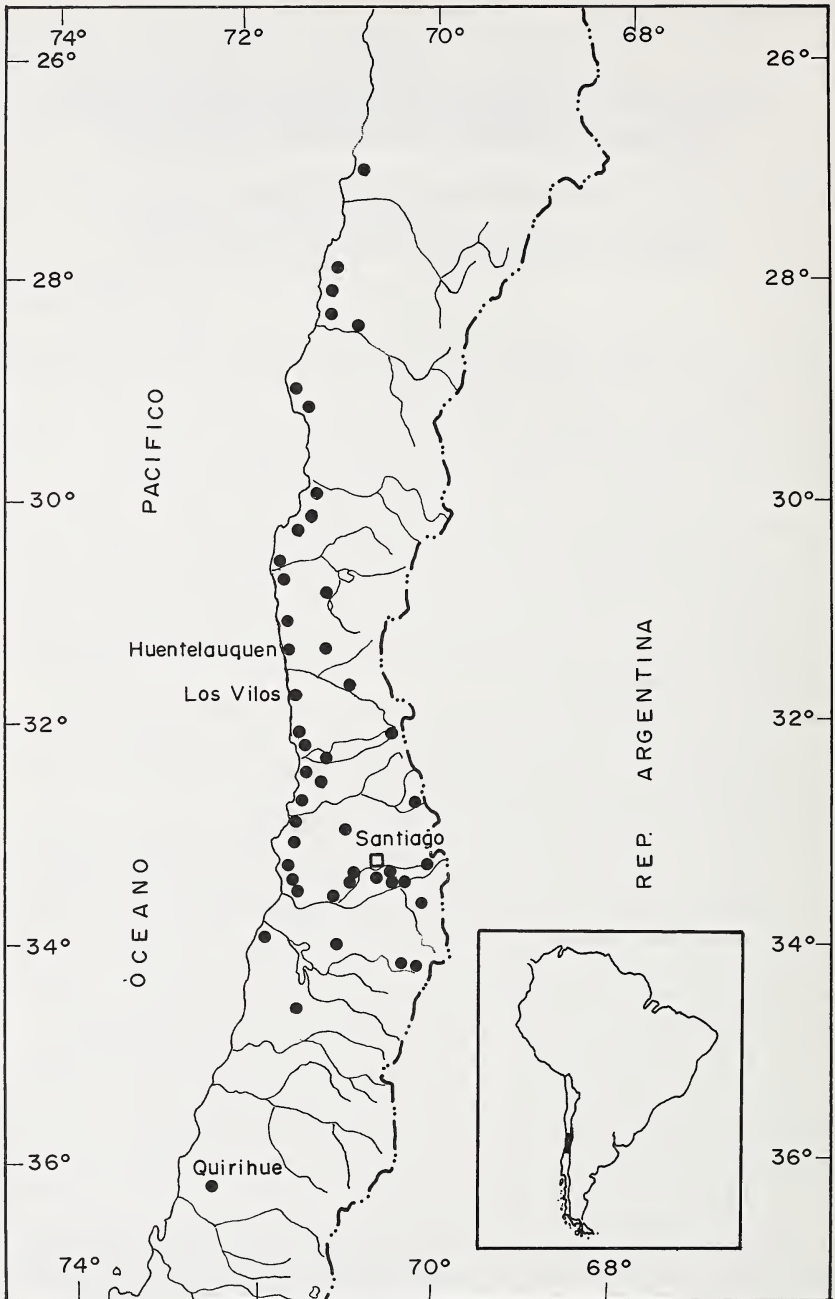 74° 72° 70° 68°
26° 26°
28° 28°
PACIFICO
30° 30°
Huentelauquen
REP. ARGENTINA
Los Vilos
32° 32°
Santiago
OCEANO
34° 34°
36° 36°
Quirihue
74° 70° 68°